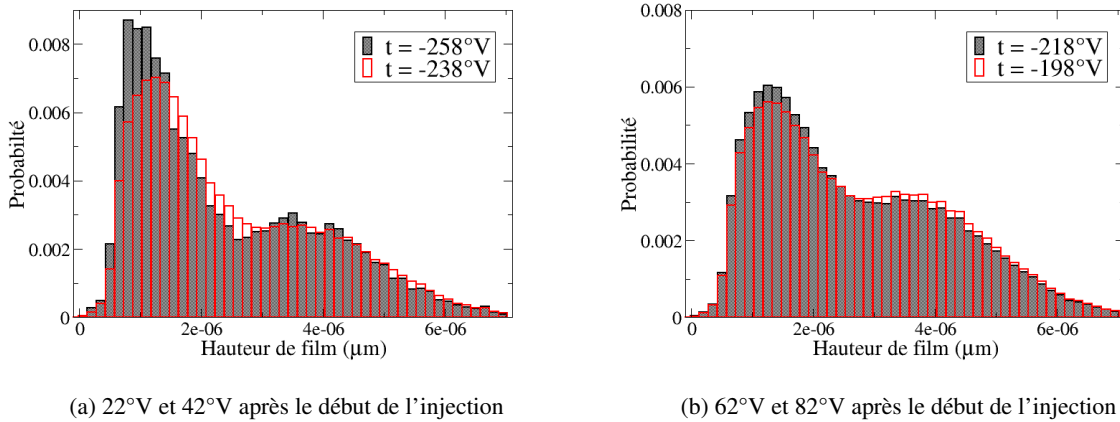 t = -258°V
t = -238°V
0.008
0.006
0.004
0.002
0
Probabilté
0
2e-06
4e-06
6e-06
Hauteur de film (μm)
(a) 22°V et 42°V après le début de l'injection
t = -218°V
t = -198°V
0.008
0.006
0.004
0.002
0
Probabilité
0
2e-06
4e-06
6e-06
Hauteur de film (μm)
(b) 62°V et 82°V après le début de l'injection